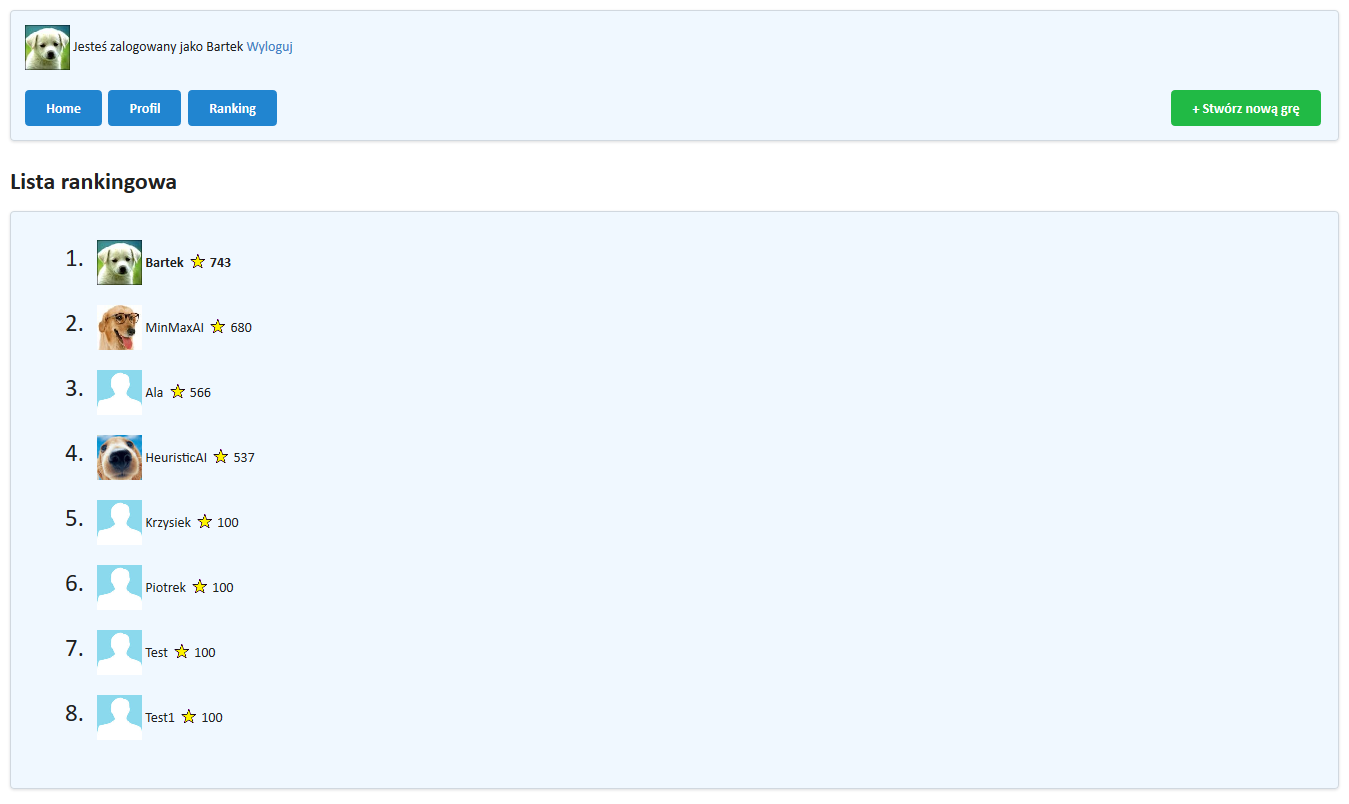 Jesteś zalogowany jako Bartek Wyloguj
Home Profil Ranking + Stwórz nową grę
Lista rankingowa
1. Bartek 743
2. MinMaxAI 680
3. Ala 566
4. HeuristicAI 537
5. Krzysiek 100
6. Piotrek 100
7. Test 100
8. Test1 100